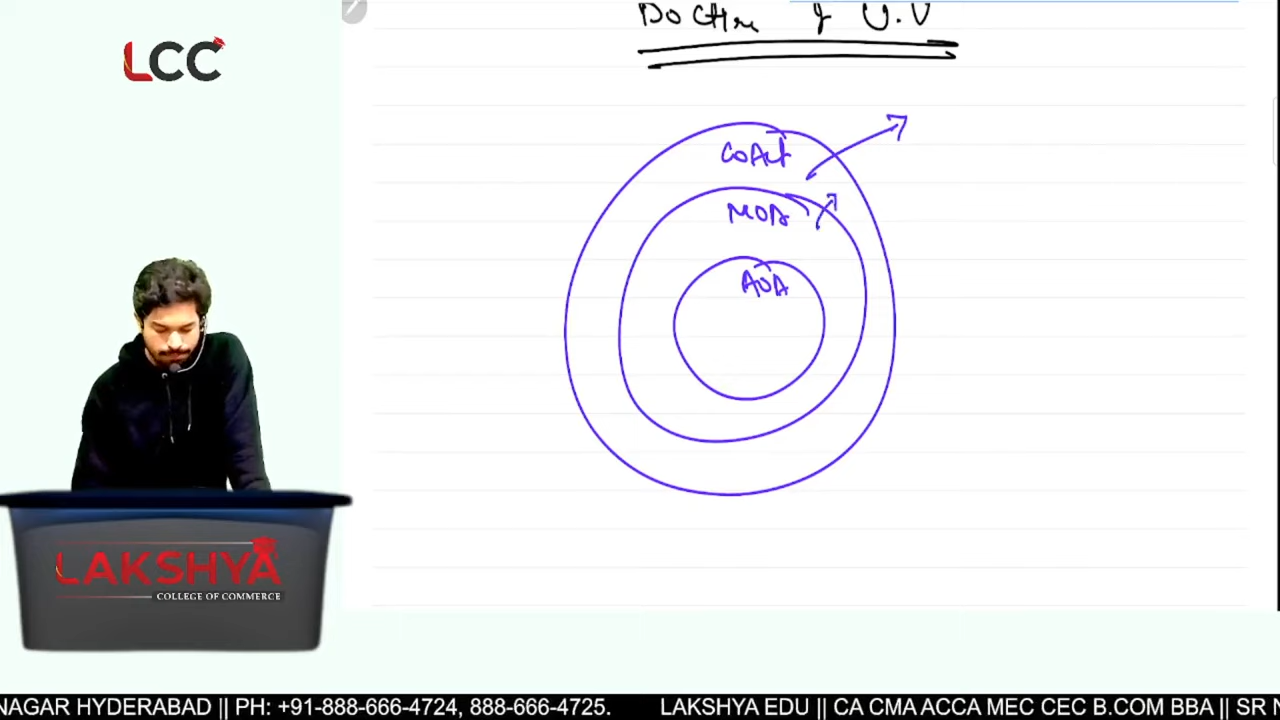 Doctrine of U.V
LCC
CoAct
MOA
AOA
LAKSHYA
COLLEGE OF COMMERCE
NAGAR HYDERABAD || PH: +91-888-666-4724, 888-666-4725. LAKSHYA EDU || CA CMA ACCA MEC CEC B.COM BBA || SR N